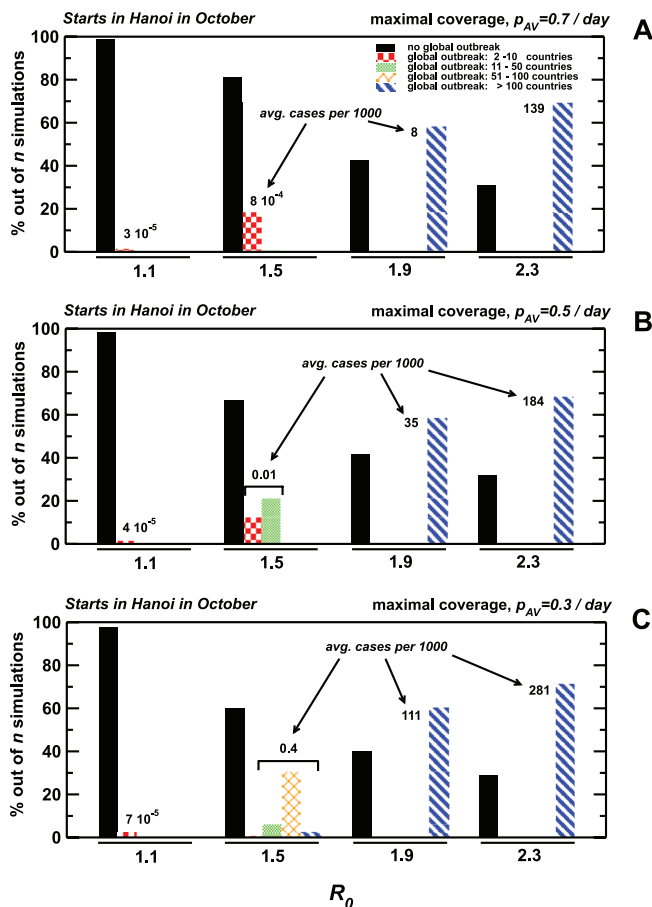 Starts in Hanoi in October
maximal coverage, pAV=0.7 / day
A
100
80
60
40
20
0
% out of n simulations
no global outbreak
global outbreak: 2 -10 countries
global outbreak: 11 - 50 countries
global outbreak: 51 - 100 countries
global outbreak: > 100 countries
avg. cases per 1000
3 10-5
8 10-4
8
139
1.1
1.5
1.9
2.3
Starts in Hanoi in October
maximal coverage, pAV=0.5 / day
B
100
80
60
40
20
0
% out of n simulations
avg. cases per 1000
4 10-5
0.01
35
184
1.1
1.5
1.9
2.3
Starts in Hanoi in October
maximal coverage, pAV=0.3 / day
C
100
80
60
40
20
0
% out of n simulations
avg. cases per 1000
7 10-5
0.4
111
281
1.1
1.5
1.9
2.3
R0